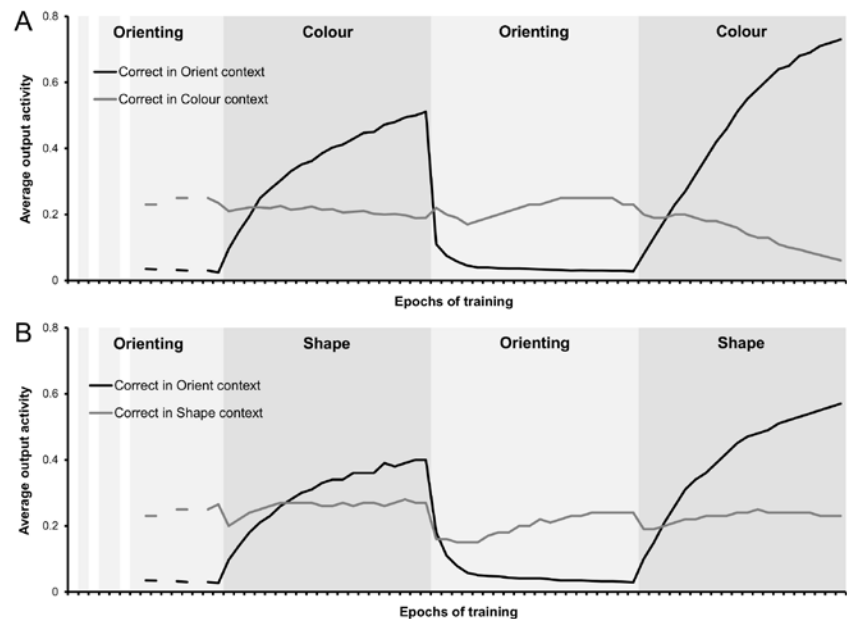 A
0.8
Orienting
Colour
Orienting
Colour
Correct in Orient context
Correct in Colour context
0.6
0.4
0.2
0
Average output activity
Epochs of training
B
0.8
Orienting
Shape
Orienting
Shape
Correct in Orient context
Correct in Shape context
0.6
0.4
0.2
0
Average output activity
Epochs of training